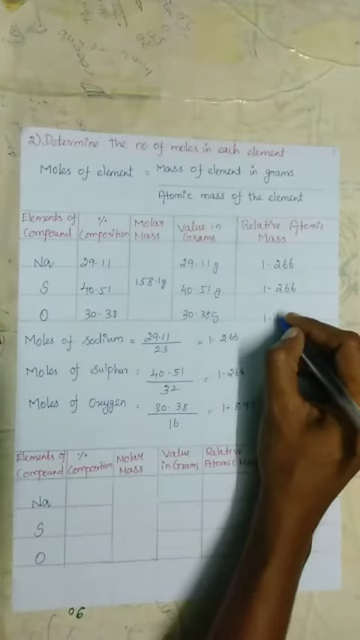 2) Determine the no of moles in each element
Moles of element = Mass of element in grams
Atomic mass of the element
Elements of Compound % Composition Molar Mass Value in Grams Relative Atomic Mass
Na 29.11 29.11g 1.266
158.1g
S 40.51 40.51g 1.266
O 30.38 30.38g 1.
Moles of Sodium = 29.11 = 1.266
23
Moles of Sulphur = 40.51 = 1.266
32
Moles of Oxygen = 30.38 = 1.89
16
Elements of Compound % Composition Molar Mass Value in Gram Relative Atomic
Na
S
O